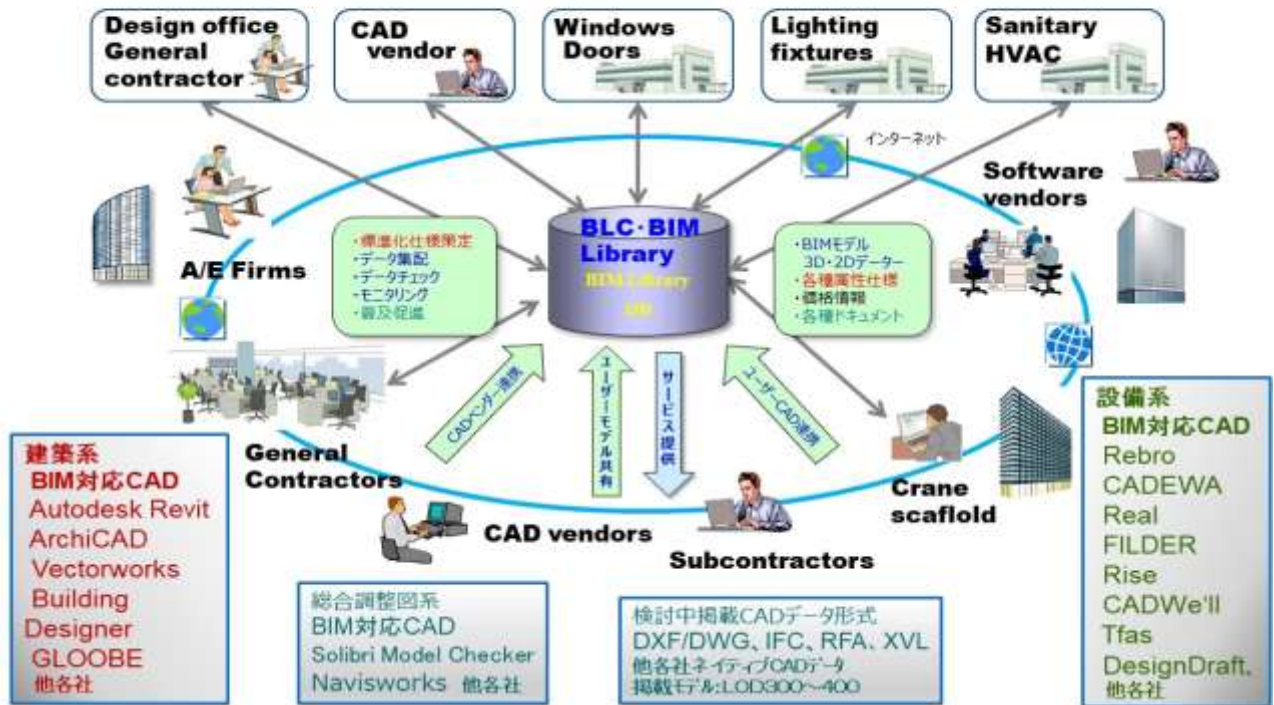 Design office
General
contractor
CAD
vendor
Windows
Doors
Lighting
fixtures
Sanitary
HVAC
インターネット
Software
vendors
A/E Firms
・標準化仕様策定
・データ集配
・データチェック
・モニタリング
・普及促進
BLC・BIM
Library
BIM Library
・BIMモデル
3D・2Dデーター
・各種属性仕様
・価格情報
・各種ドキュメント
CADベンター連携
ユーザーモデル共有
サービス提供
ユーザーCAD連携
General
Contractors
CAD vendors
Subcontractors
Crane
scaflold
建築系
BIM対応CAD
Autodesk Revit
ArchiCAD
Vectorworks
Building
Designer
GLOOBE
他各社
総合調整図系
BIM対応CAD
Solibri Model Checker
Navisworks 他各社
検討中掲載CADデータ形式
DXF/DWG、IFC、RFA、XVL
他各社ネイティブCADデータ
掲載モデル:LOD300～400
設備系
BIM対応CAD
Rebro
CADEWA
Real
FILDER
Rise
CADWe'll
Tfas
DesignDraft.
他各社